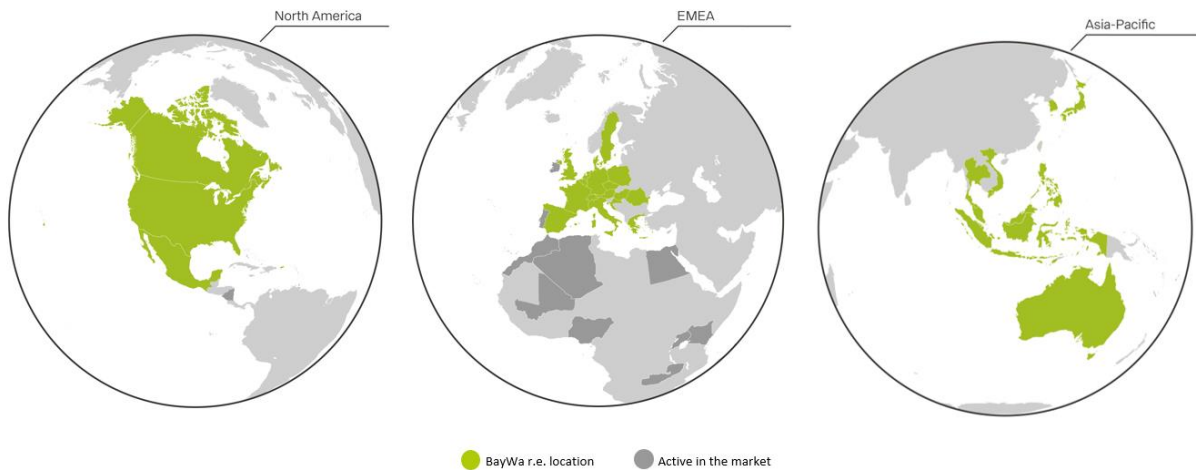 North America
EMEA
Asia-Pacific
BayWa r.e. location
Active in the market